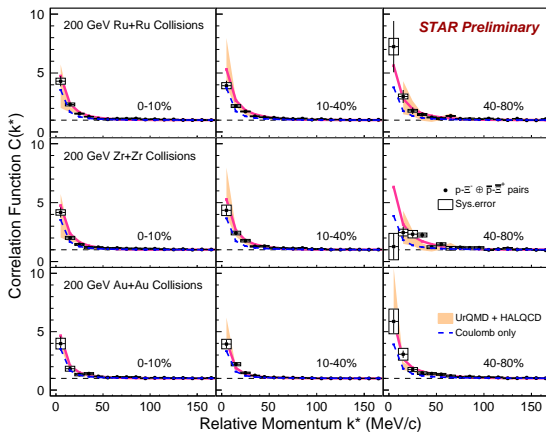 200 GeV Ru+Ru Collisions
STAR Preliminary
10
5
0
0-10%
10-40%
40-80%
200 GeV Zr+Zr Collisions
p-Ξ⁻ ⊕ p̄-Ξ̄⁺ pairs
Sys.error
10
5
0
0-10%
10-40%
40-80%
200 GeV Au+Au Collisions
UrQMD + HALQCD
Coulomb only
10
5
0
0-10%
10-40%
40-80%
0 50 100 150 0 50 100 150 0 50 100 150
Correlation Function C(k*)
Relative Momentum k* (MeV/c)